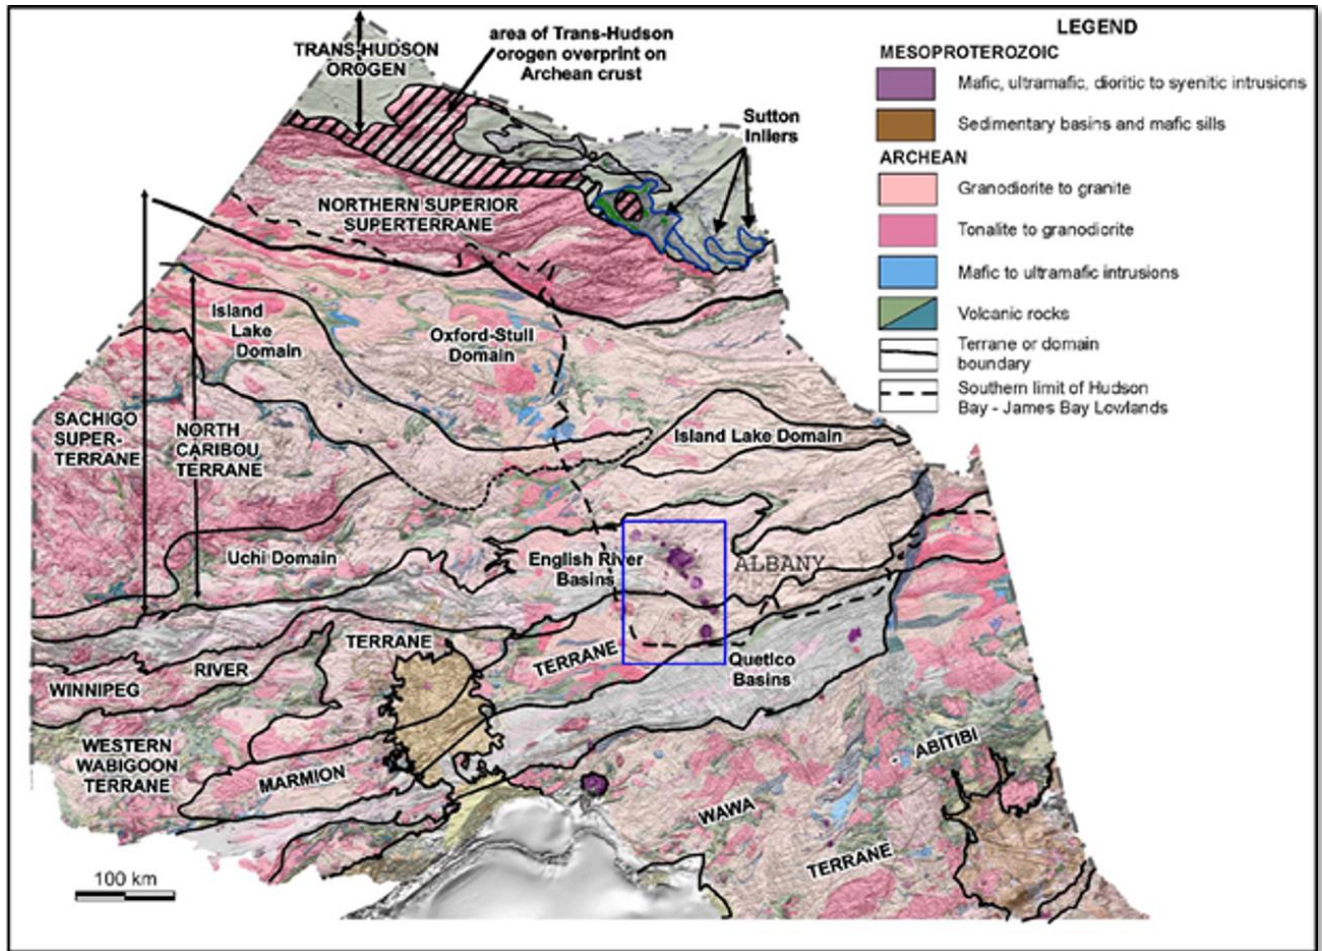 TRANS-HUDSON
OROGEN
area of Trans-Hudson
orogen overprint on
Archean crust
Sutton
Inliers
NORTHERN SUPERIOR
SUPERTERRANE
Island
Lake
Domain
Oxford-Stull
Domain
SACHIGO
SUPER-
TERRANE
NORTH
CARIBOU
TERRANE
Island Lake Domain
Uchi Domain
English River
Basins
ALBANY
TERRANE
RIVER
WINNIPEG
TERRANE
Quetico
Basins
WESTERN
WABIGOON
TERRANE
MARMION
ABITIBI
WAWA
TERRANE
100 km
LEGEND
MESOPROTEROZOIC
Mafic, ultramafic, dioritic to syenitic intrusions
Sedimentary basins and mafic sills
ARCHEAN
Granodiorite to granite
Tonalite to granodiorite
Mafic to ultramafic intrusions
Volcanic rocks
Terrane or domain
boundary
Southern limit of Hudson
Bay - James Bay Lowlands